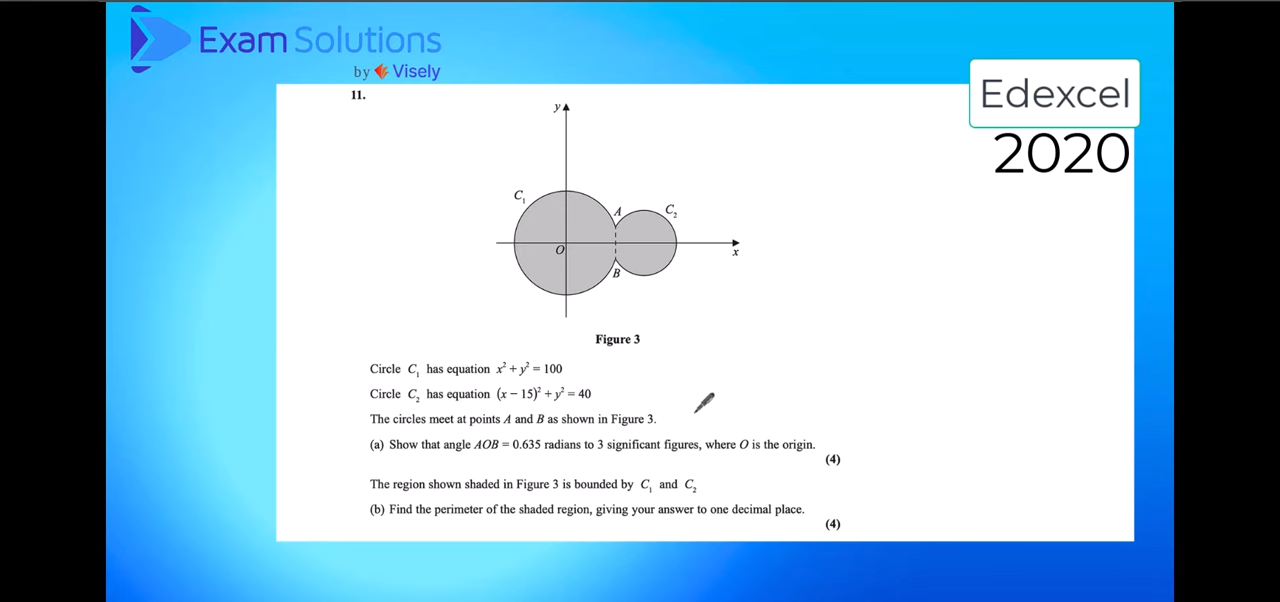 Exam Solutions
by Visely
Edexcel
2020
11.
y
C₁
A
C₂
O
x
B
Figure 3
Circle C₁ has equation x² + y² = 100
Circle C₂ has equation (x − 15)² + y² = 40
The circles meet at points A and B as shown in Figure 3.
(a) Show that angle AOB = 0.635 radians to 3 significant figures, where O is the origin.
(4)
The region shown shaded in Figure 3 is bounded by C₁ and C₂
(b) Find the perimeter of the shaded region, giving your answer to one decimal place.
(4)